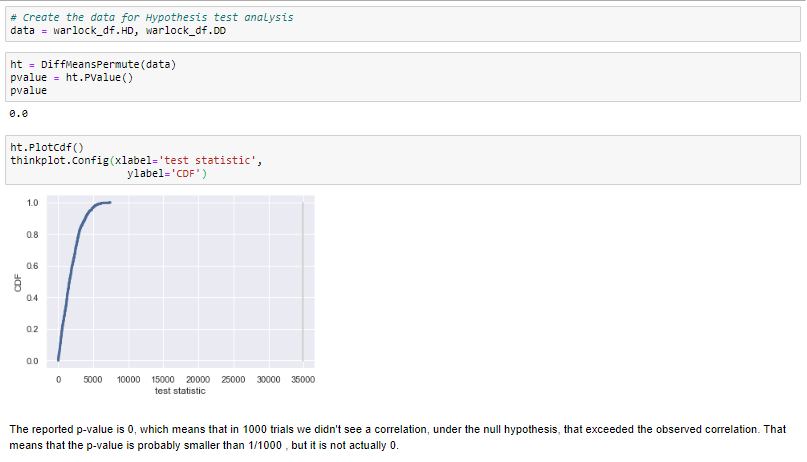 # Create the data for Hypothesis test analysis
data = warlock_df.HD, warlock_df.DD
ht = DiffMeansPermute(data)
pvalue = ht.PValue()
pvalue
0.0
ht.PlotCdf()
thinkplot.Config(xlabel='test statistic',
ylabel='CDF')
1.0
0.8
0.6
0.4
0.2
0.0
CDF
0 5000 10000 15000 20000 25000 30000 35000
test statistic
The reported p-value is 0, which means that in 1000 trials we didn't see a correlation, under the null hypothesis, that exceeded the observed correlation. That
means that the p-value is probably smaller than 1/1000 , but it is not actually 0.